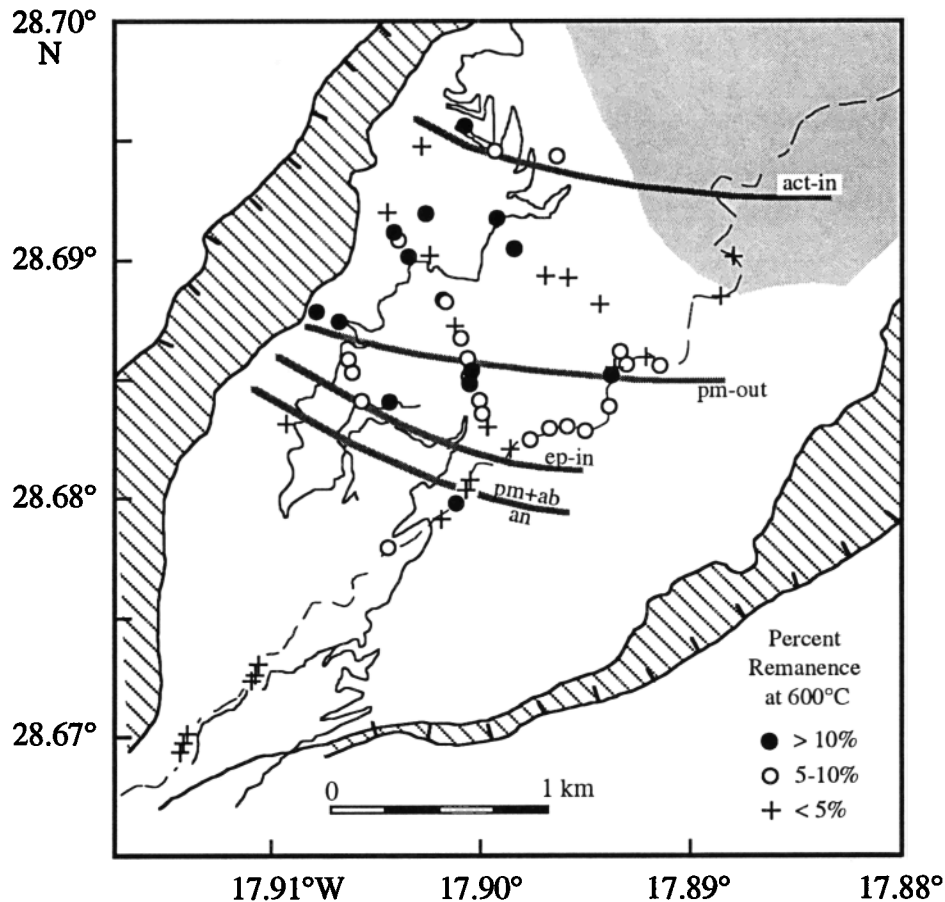 28.70°
N
act-in
28.69°
pm-out
ep-in
28.68°
pm+ab
an
Percent
Remanence
at 600°C
28.67°
> 10%
0 1 km
5-10%
< 5%
17.91°W 17.90° 17.89° 17.88°